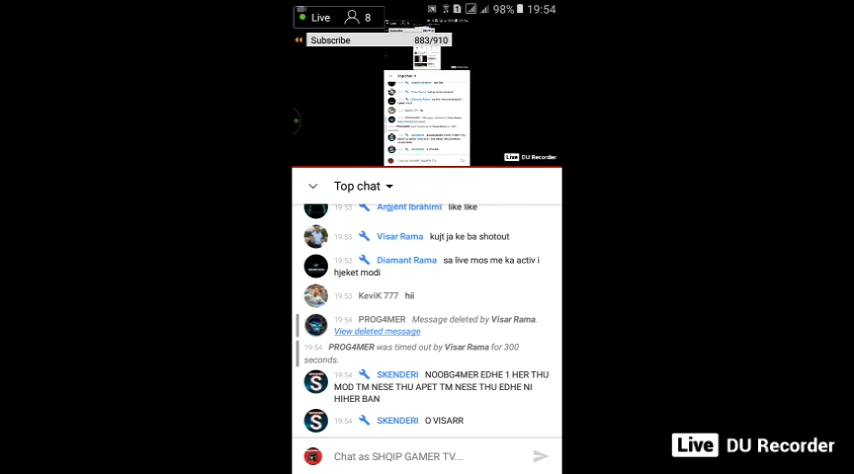 98% 19:54
Live 8
Subscribe 883/910
Top chat
Live DU Recorder
Top chat
19:53 Argjent Ibrahimi like like
19:53 Visar Rama kujt ja ke ba shotout
19:53 Diamant Rama sa live mos me ka activ i
hjeket modi
19:53 KeviK 777 hii
19:54 PROG4MER Message deleted by Visar Rama.
View deleted message
19:54 PROG4MER was timed out by Visar Rama for 300
seconds.
19:54 SKENDERI NOOBG4MER EDHE 1 HER THU
MOD TM NESE THU APET TM NESE THU EDHE NI
HIHER BAN
19:54 SKENDERI O VISARR
Chat as SHQIP GAMER TV...
Live DU Recorder